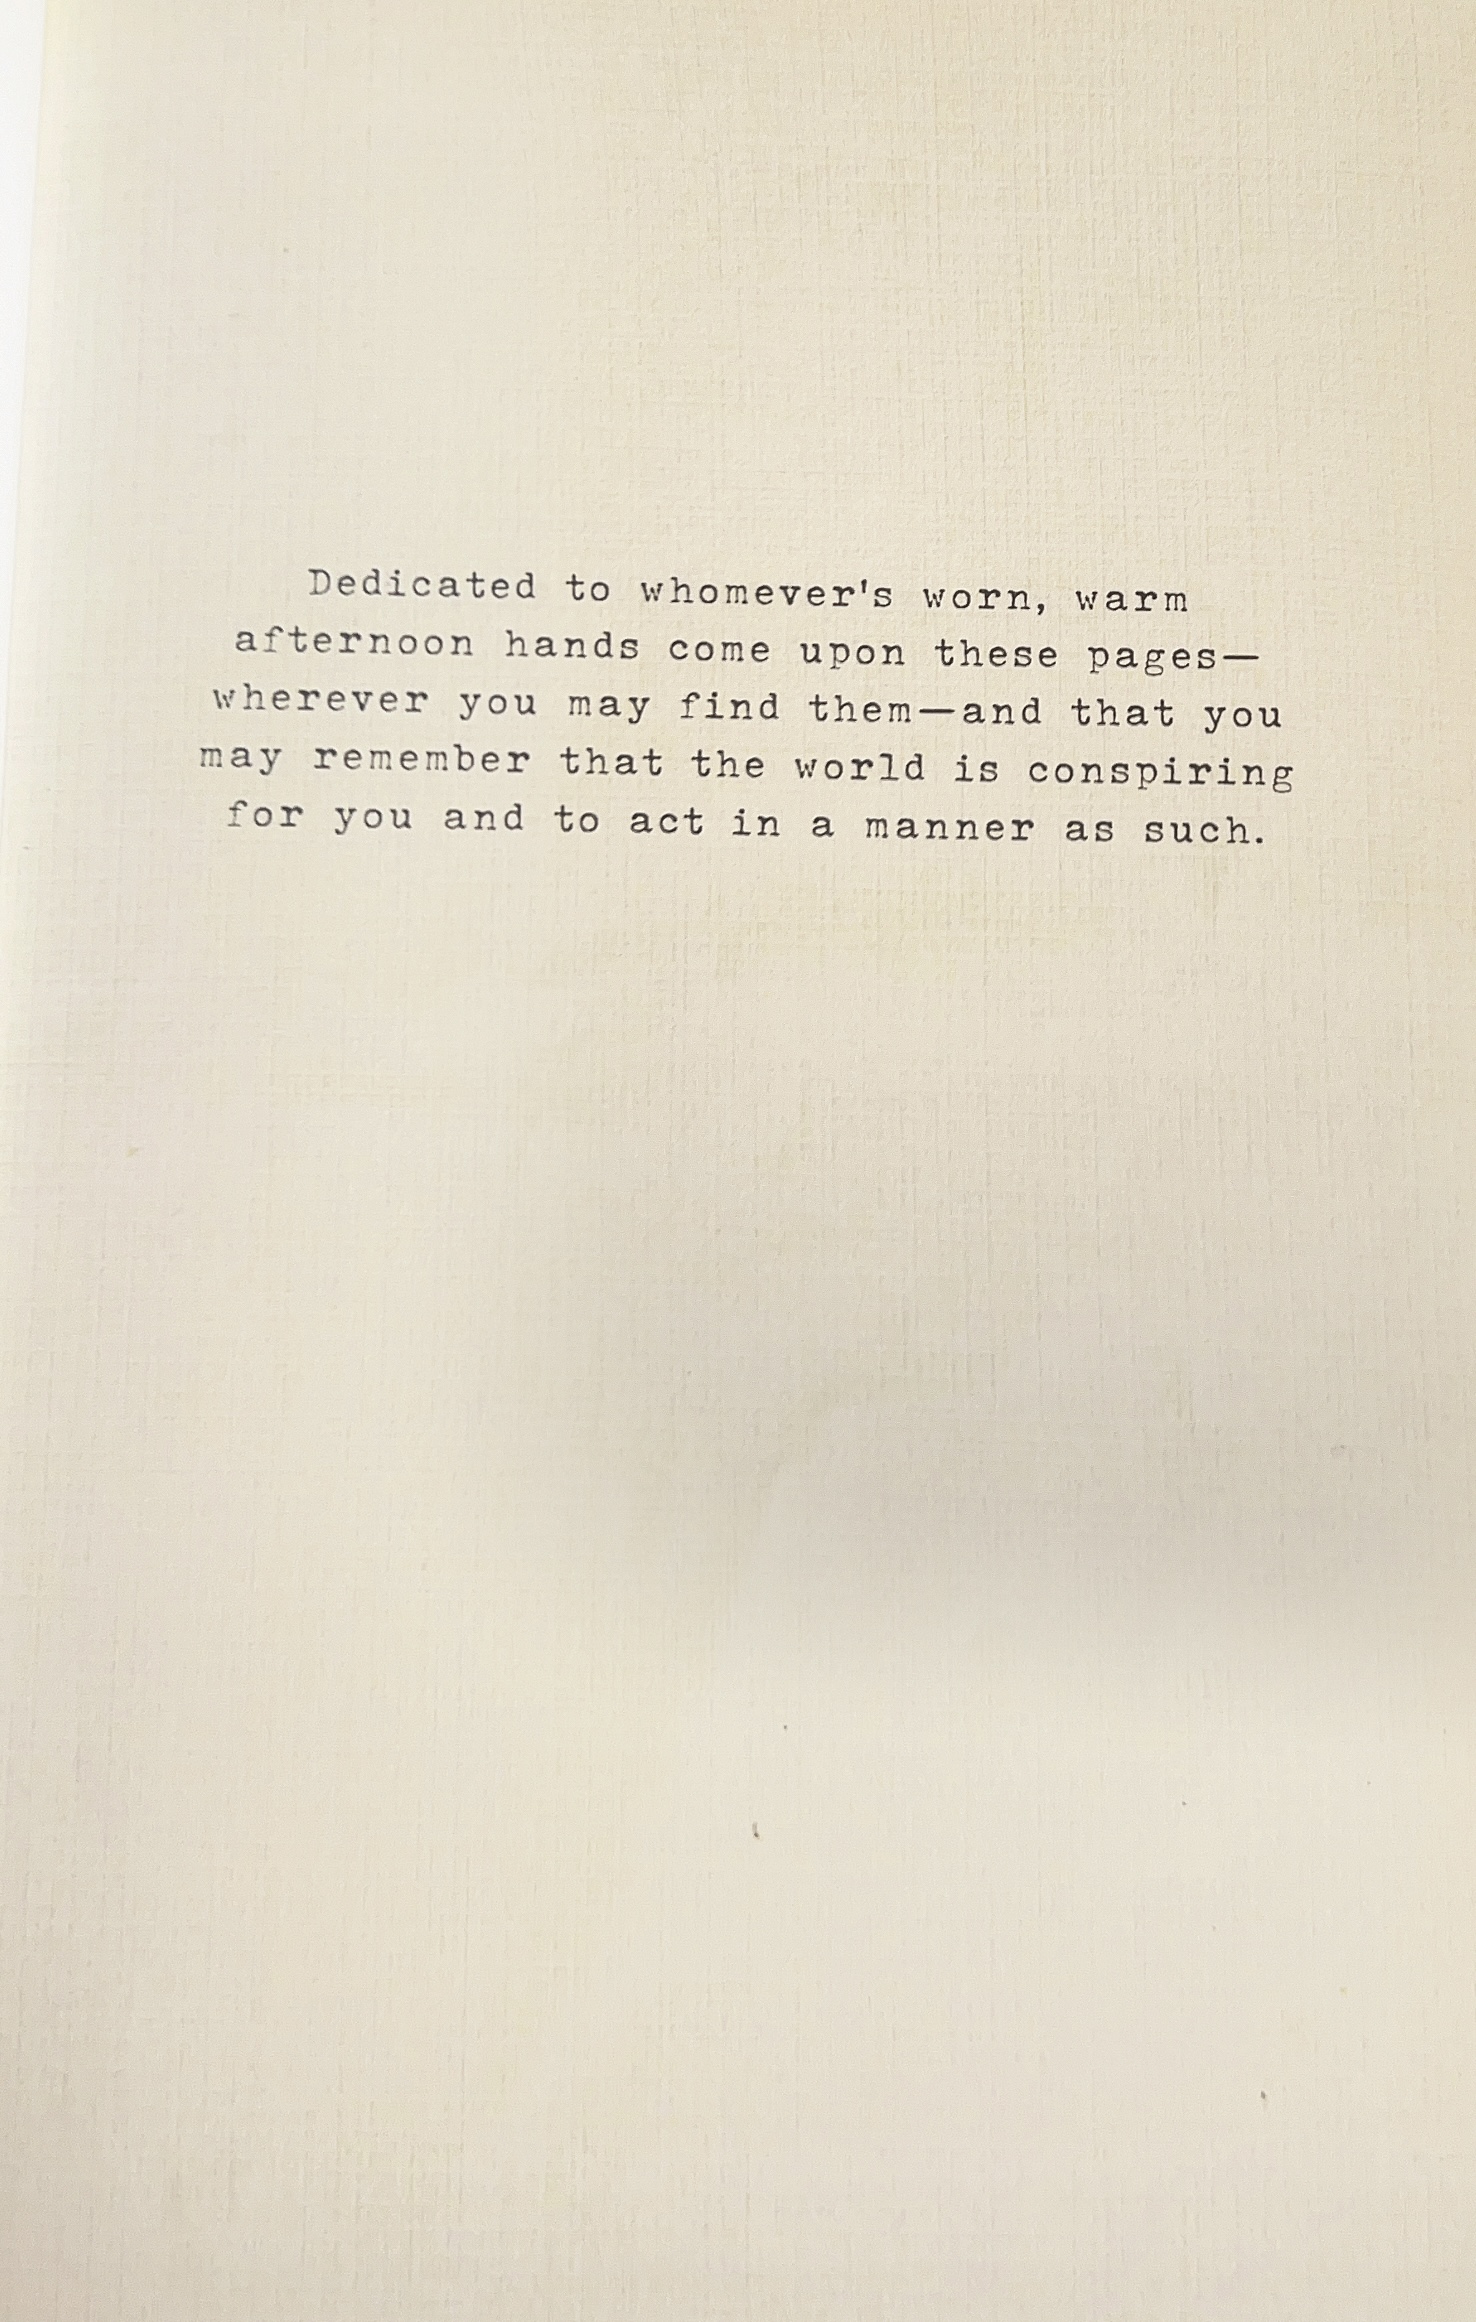 Dedicated to whomever's worn, warm
afternoon hands come upon these pages—
wherever you may find them—and that you
may remember that the world is conspiring
for you and to act in a manner as such.